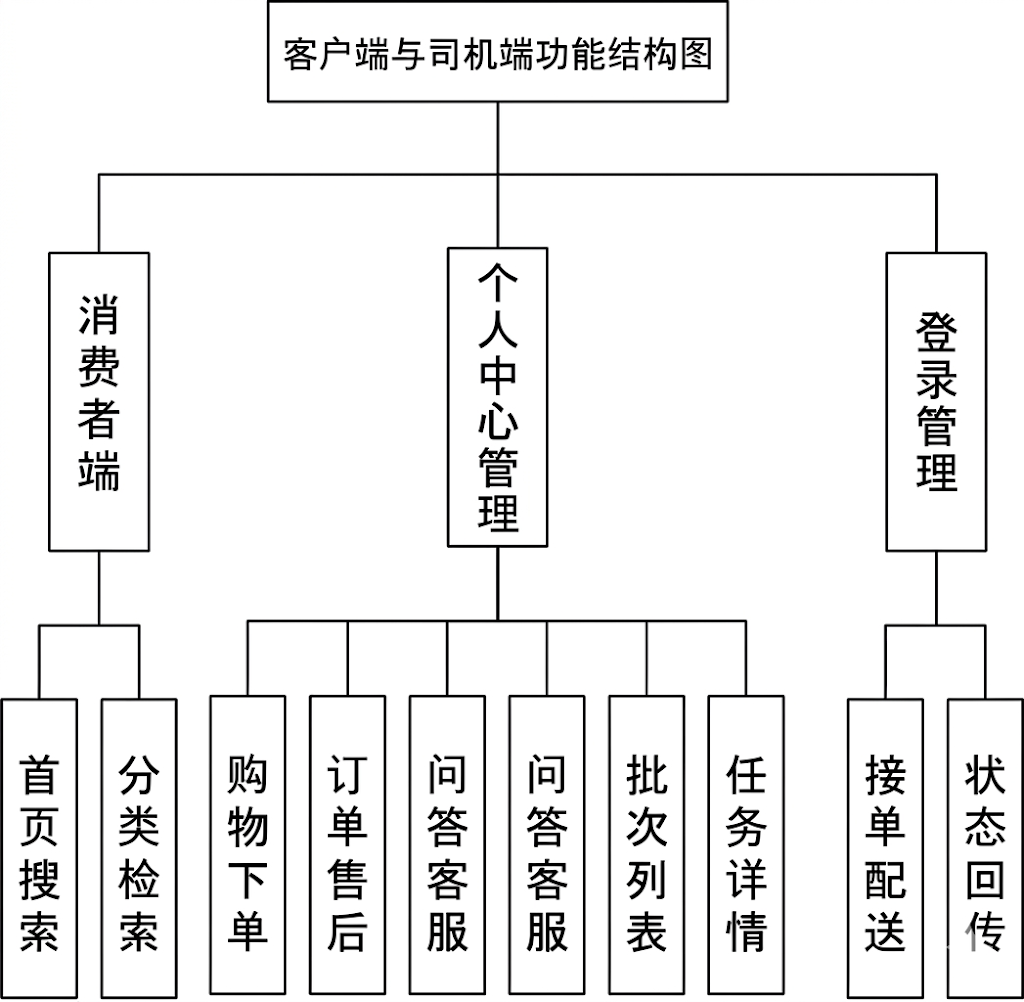 客户端与司机端功能结构图
消费者端
个人中心管理
登录管理
首页搜索
分类检索
购物下单
订单售后
问答客服
问答客服
批次列表
任务详情
接单配送
状态回传